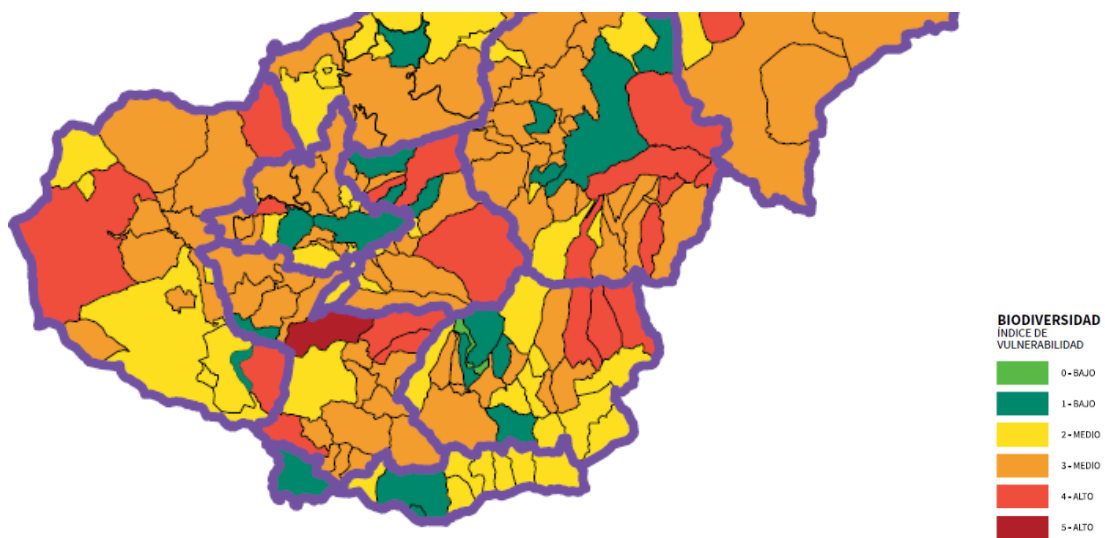 BIODIVERSIDAD
ÍNDICE DE
VULNERABILIDAD
0 - BAJO
1 - BAJO
2 - MEDIO
3 - MEDIO
4 - ALTO
5 - ALTO